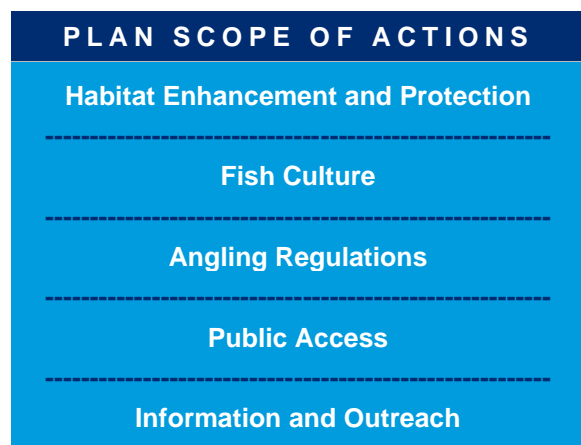 PLAN SCOPE OF ACTIONS
Habitat Enhancement and Protection
Fish Culture
Angling Regulations
Public Access
Information and Outreach